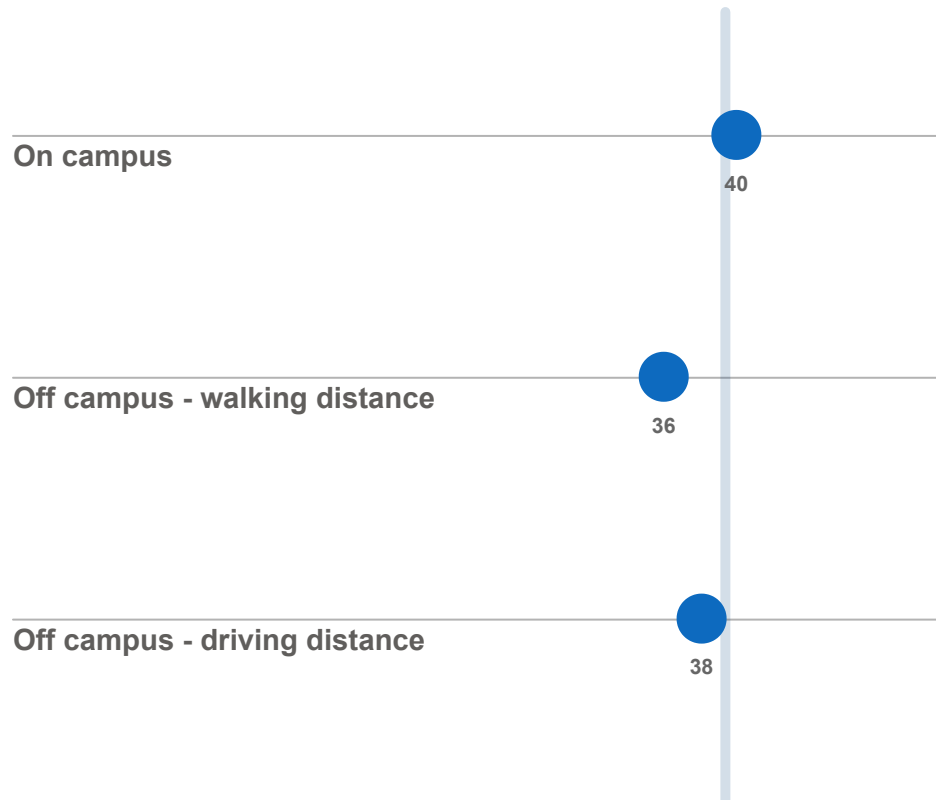 On campus
40
Off campus - walking distance
36
Off campus - driving distance
38